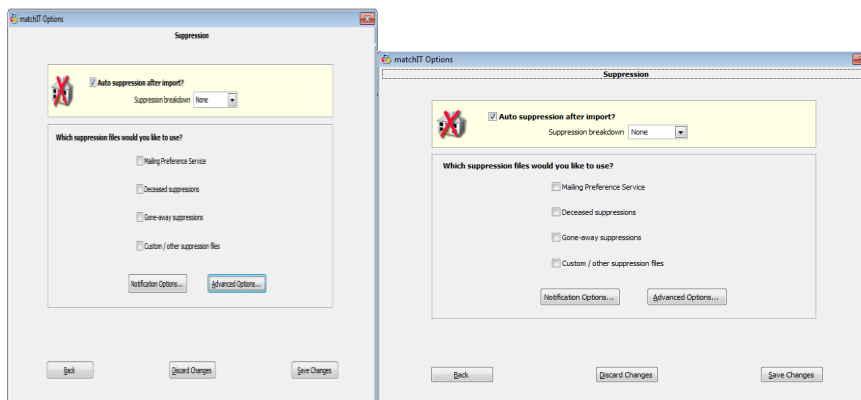 matchIT Options
Suppression
Auto suppression after import?
Suppression breakdown None
Which suppression files would you like to use?
Mailing Preference Service
Deceased suppressions
Gone-away suppressions
Custom / other suppression files
Notification Options... Advanced Options...
Back Discard Changes Save Changes
matchIT Options
Suppression
Auto suppression after import?
Suppression breakdown None
Which suppression files would you like to use?
Mailing Preference Service
Deceased suppressions
Gone-away suppressions
Custom / other suppression files
Notification Options... Advanced Options...
Back Discard Changes Save Changes